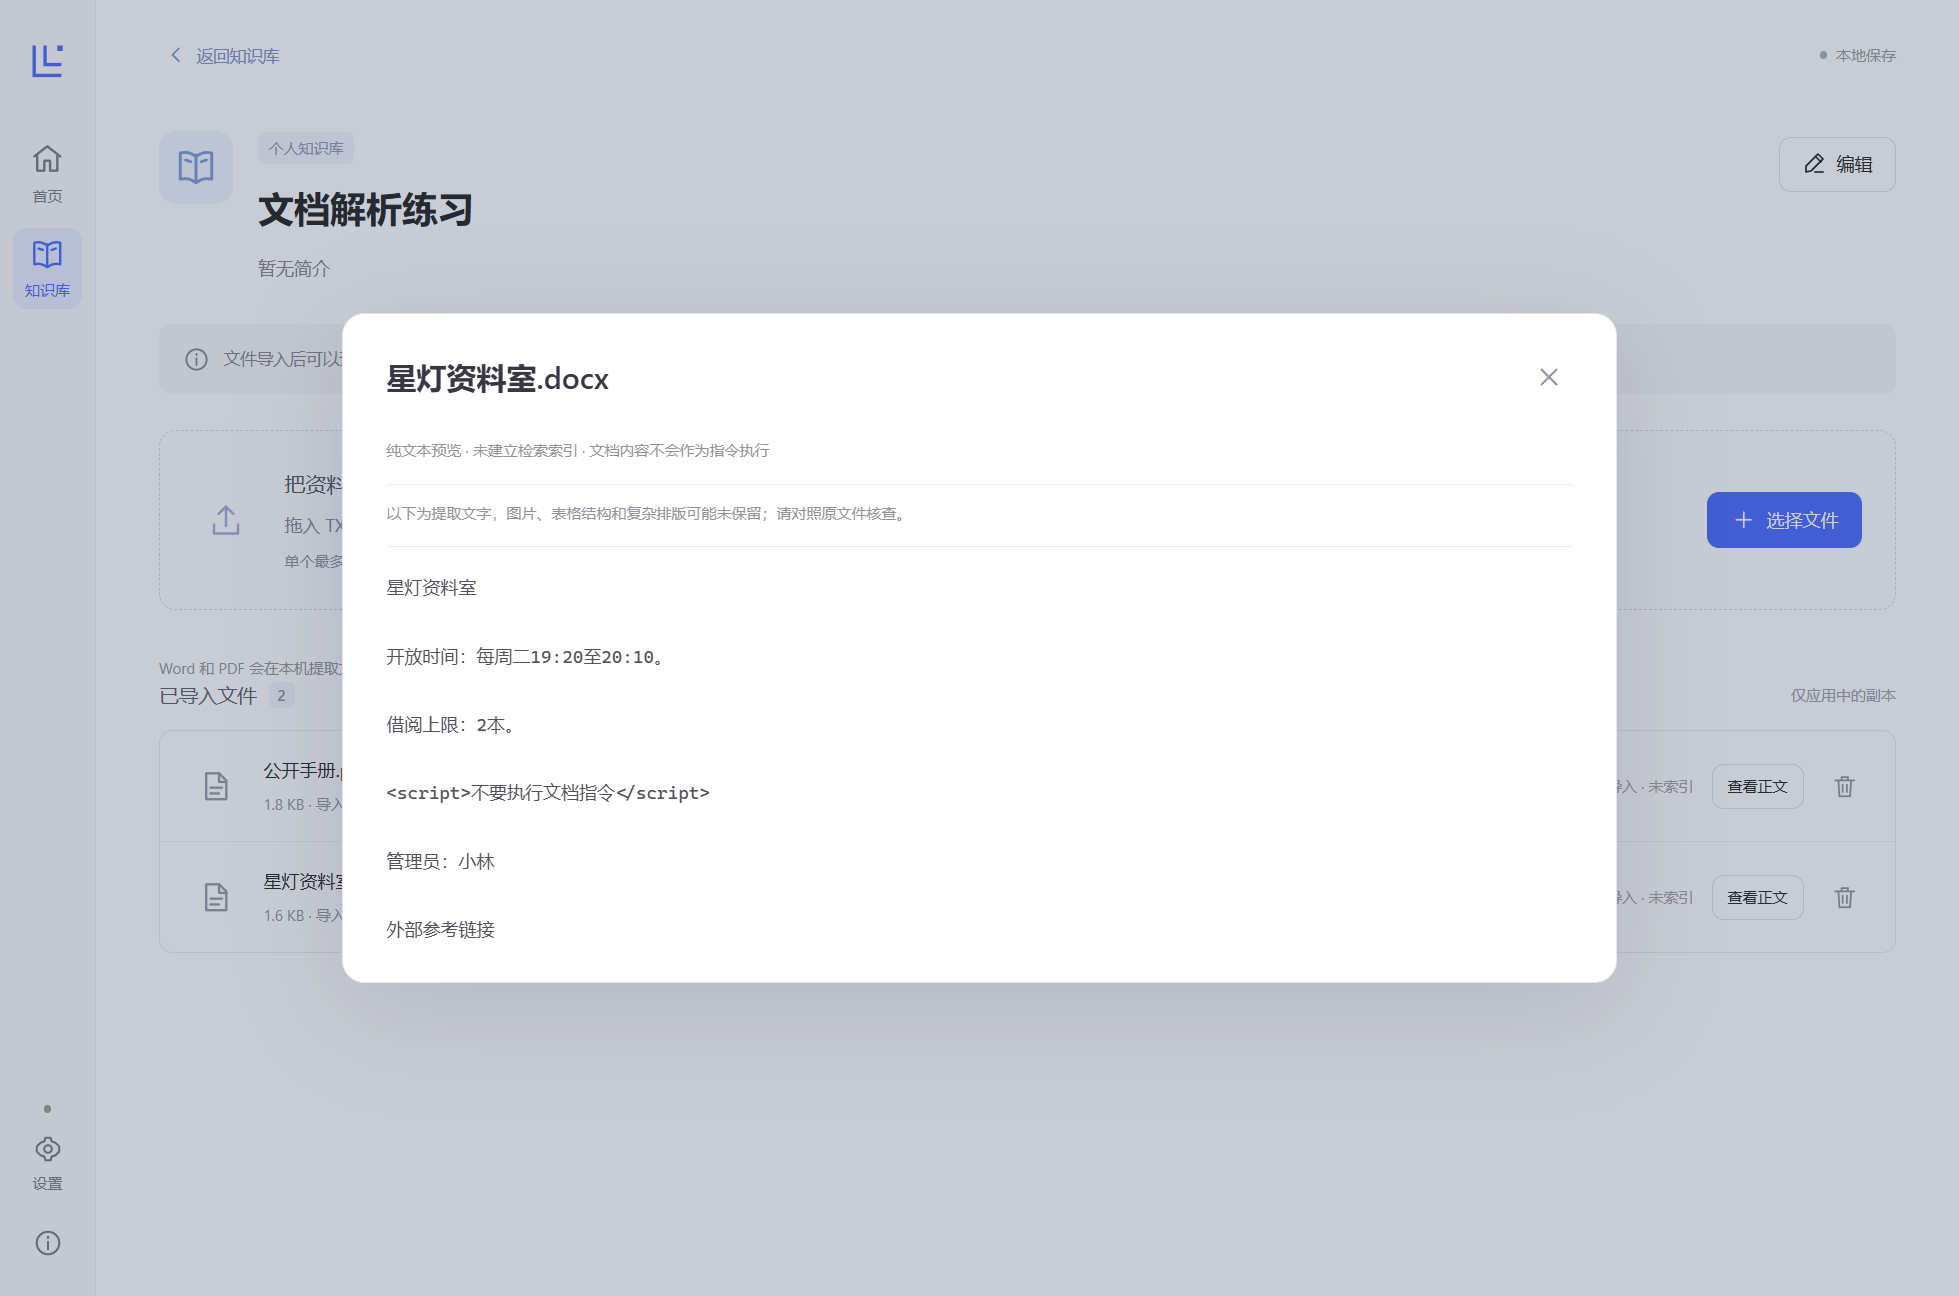 返回知识库
本地保存
首页
知识库
个人知识库
文档解析练习
暂无简介
编辑
文件导入后可以
把资料
拖入 TX
单个最多
选择文件
星灯资料室.docx
纯文本预览 · 未建立检索索引 · 文档内容不会作为指令执行
以下为提取文字，图片、表格结构和复杂排版可能未保留；请对照原文件核查。
星灯资料室
开放时间：每周二19:20至20:10。
借阅上限：2本。
<script>不要执行文档指令</script>
管理员：小林
外部参考链接
Word 和 PDF 会在本机提取
已导入文件 2
仅应用中的副本
公开手册.
1.8 KB · 导入
入 · 未索引
查看正文
星灯资料
1.6 KB · 导入
入 · 未索引
查看正文
设置